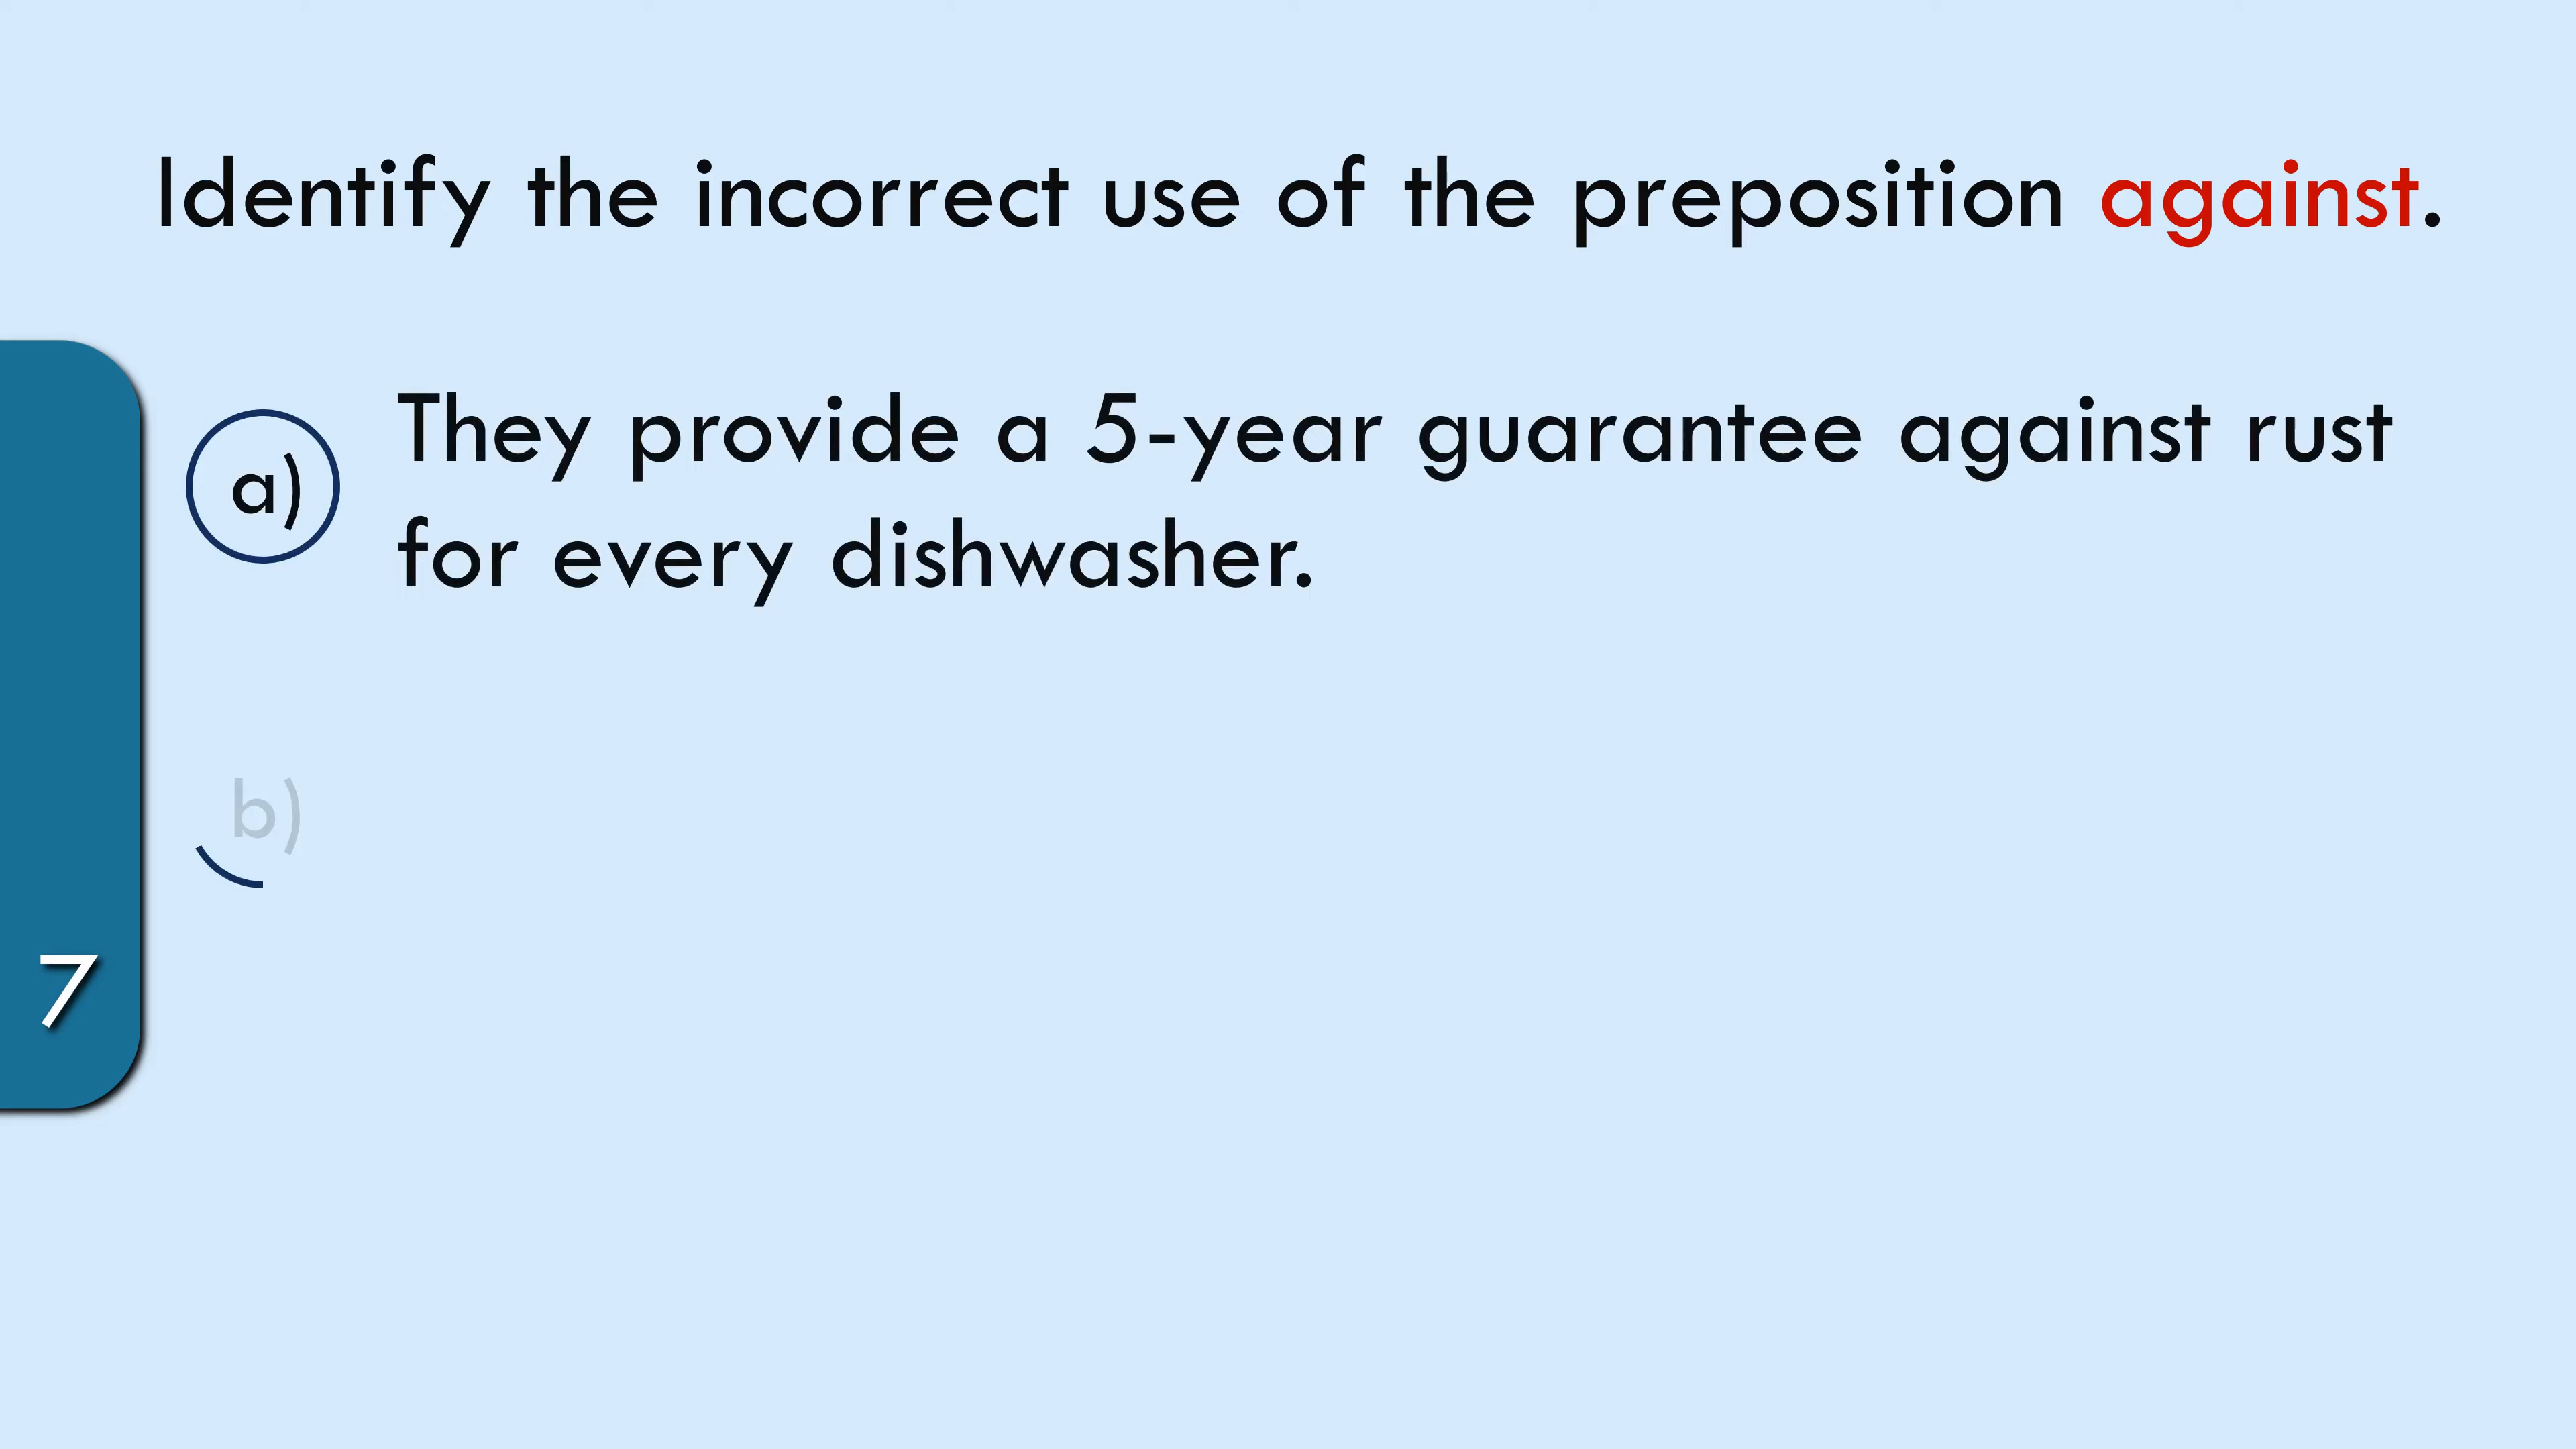 Identify the incorrect use of the preposition against.
a) They provide a 5-year guarantee against rust
for every dishwasher.
b)
7